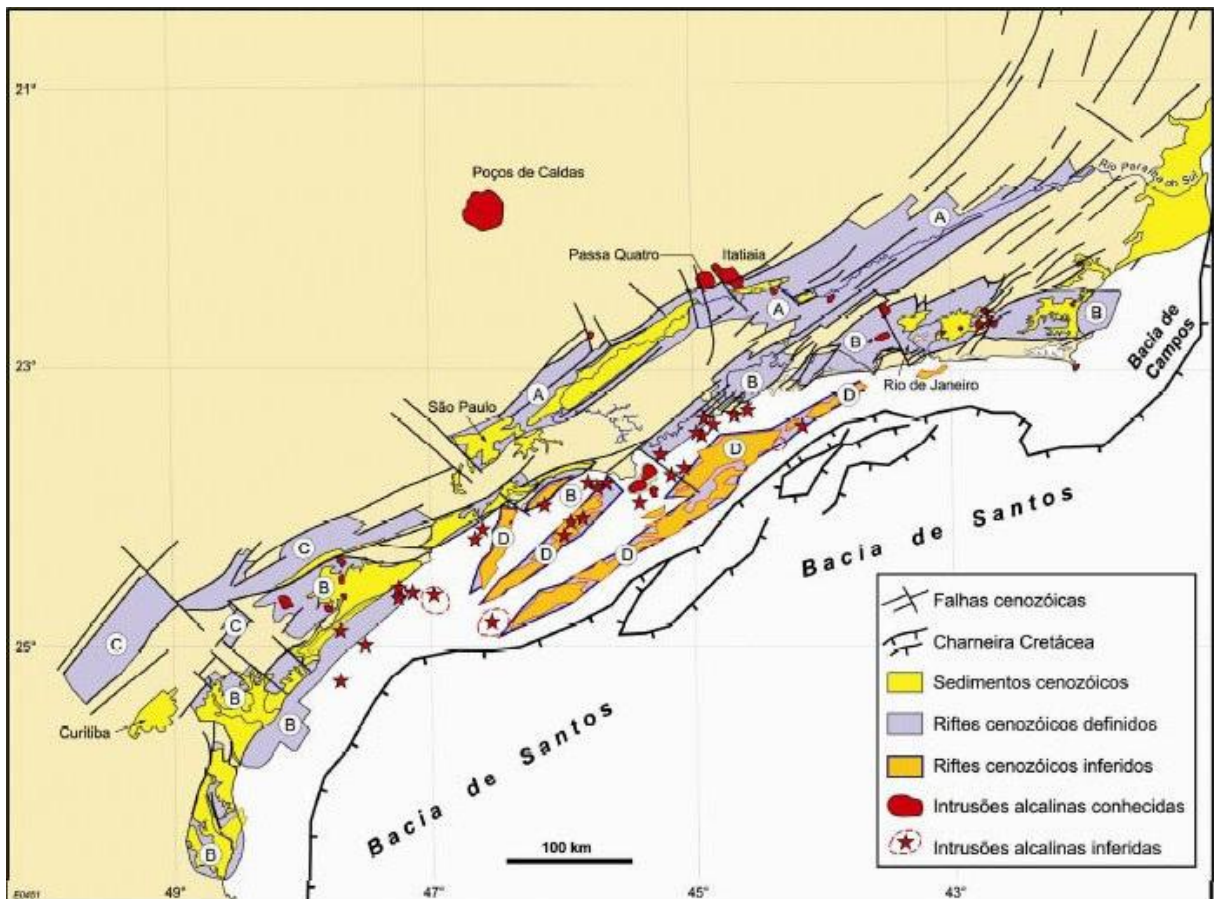 21°
Poços de Caldas
Passa Quatro
Itatiaia
A
Rio Paraíba do Sul
A
B
B
23°
B
Rio de Janeiro
Bacia de
Campos
A
São Paulo
D
D
B
C
D
D
D
Bacia de Santos
B
C
C
25°
B
B
Curitiba
Bacia de Santos
B
100 km
Falhas cenozóicas
Charneira Cretácea
Sedimentos cenozóicos
Riftes cenozóicos definidos
Riftes cenozóicos inferidos
Intrusões alcalinas conhecidas
Intrusões alcalinas inferidas
49°
47°
45°
43°